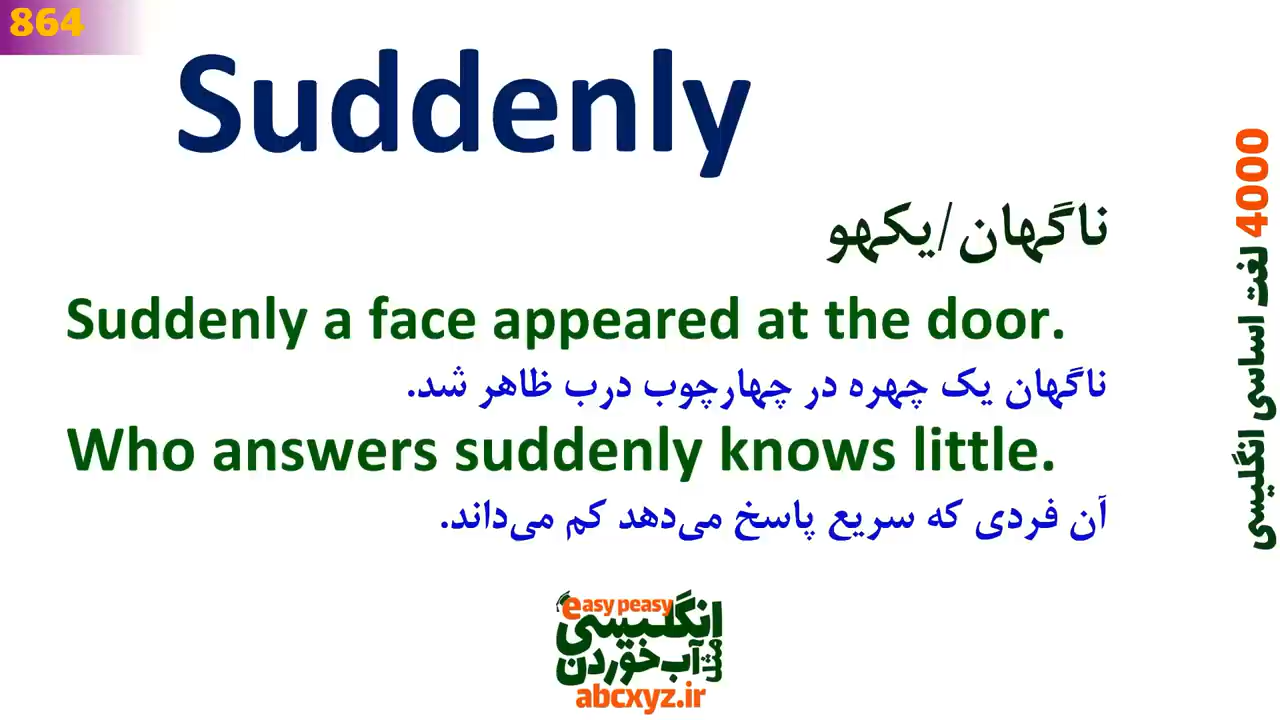 864
Suddenly
ناگهان/یکهو
Suddenly a face appeared at the door.
ناگهان یک چهره در چهارچوب درب ظاهر شد.
Who answers suddenly knows little.
آن فردی که سریع پاسخ می‌دهد کم می‌داند.
4000 لغت اساسی انگلیسی
easy peasy
انگلیسی
مثل آب خوردن
abcxyz.ir